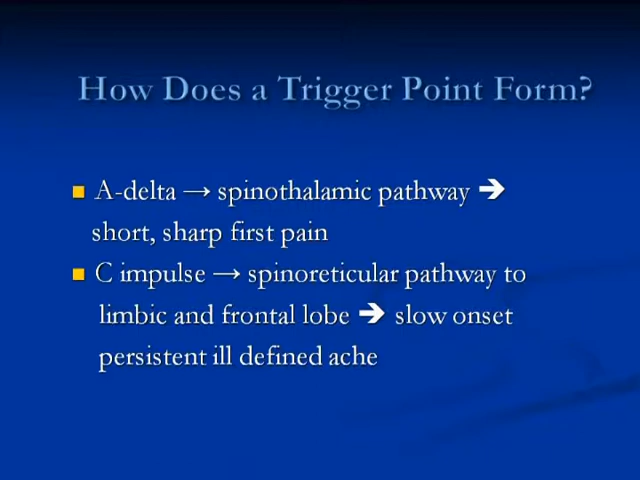 How Does a Trigger Point Form?
■ A-delta → spinothalamic pathway ➔
short, sharp first pain
■ C impulse → spinoreticular pathway to
limbic and frontal lobe ➔ slow onset
persistent ill defined ache